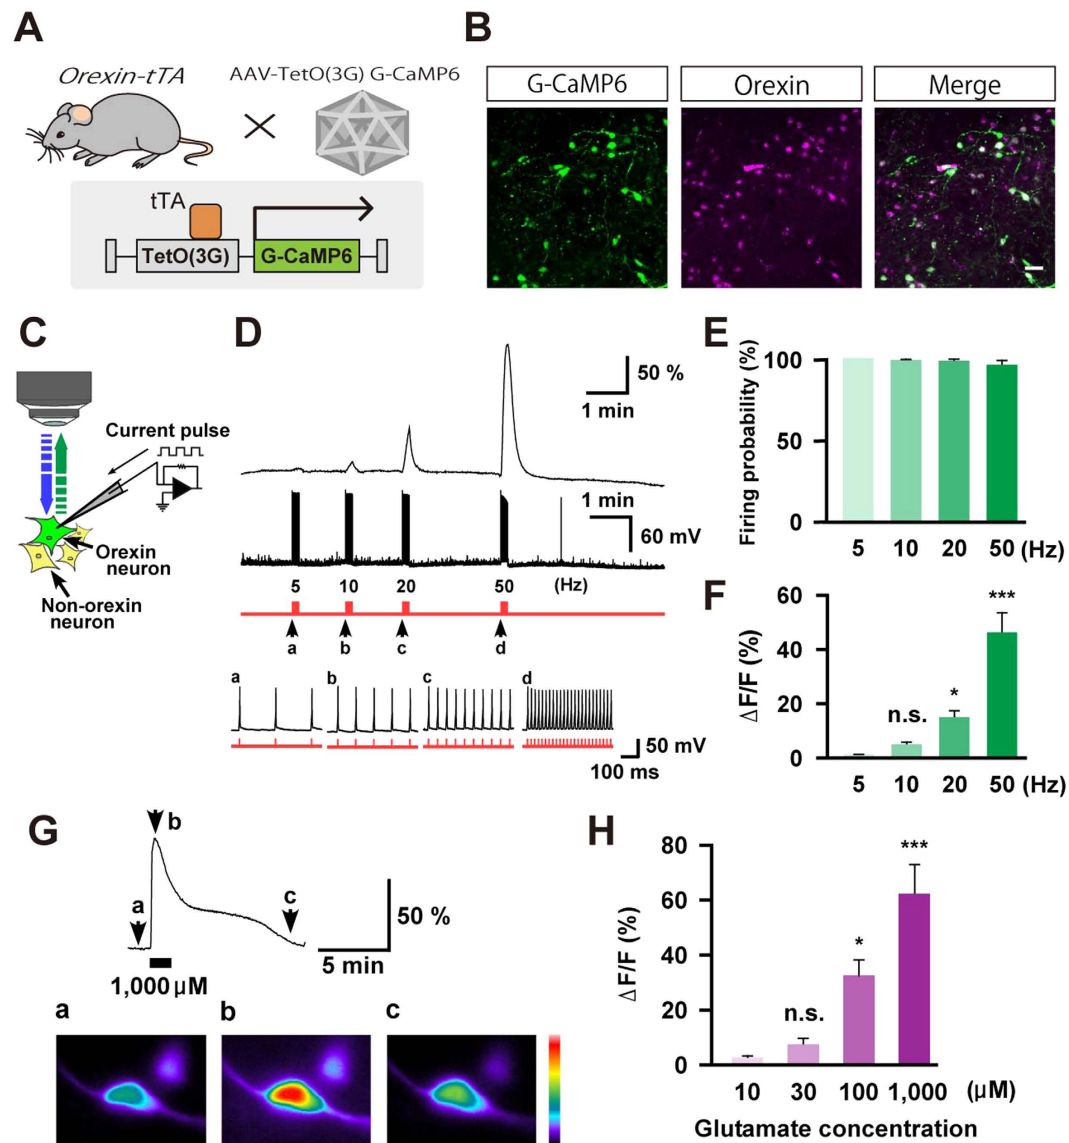 A
Orexin-tTA
AAV-TetO(3G) G-CaMP6
tTA
TetO(3G)
G-CaMP6
B
G-CaMP6
Orexin
Merge
C
Current pulse
Orexin
neuron
Non-orexin
neuron
D
50 %
1 min
1 min
60 mV
5 10 20 50 (Hz)
a b c d
a b c d
50 mV
100 ms
E
Firing probability (%)
100
50
0
5 10 20 50 (Hz)
F
ΔF/F (%)
60
40
20
0
n.s.
*
***
5 10 20 50 (Hz)
G
b
a
c
50 %
5 min
1,000 µM
a b c
H
ΔF/F (%)
80
60
40
20
0
n.s.
*
***
10 30 100 1,000 (µM)
Glutamate concentration